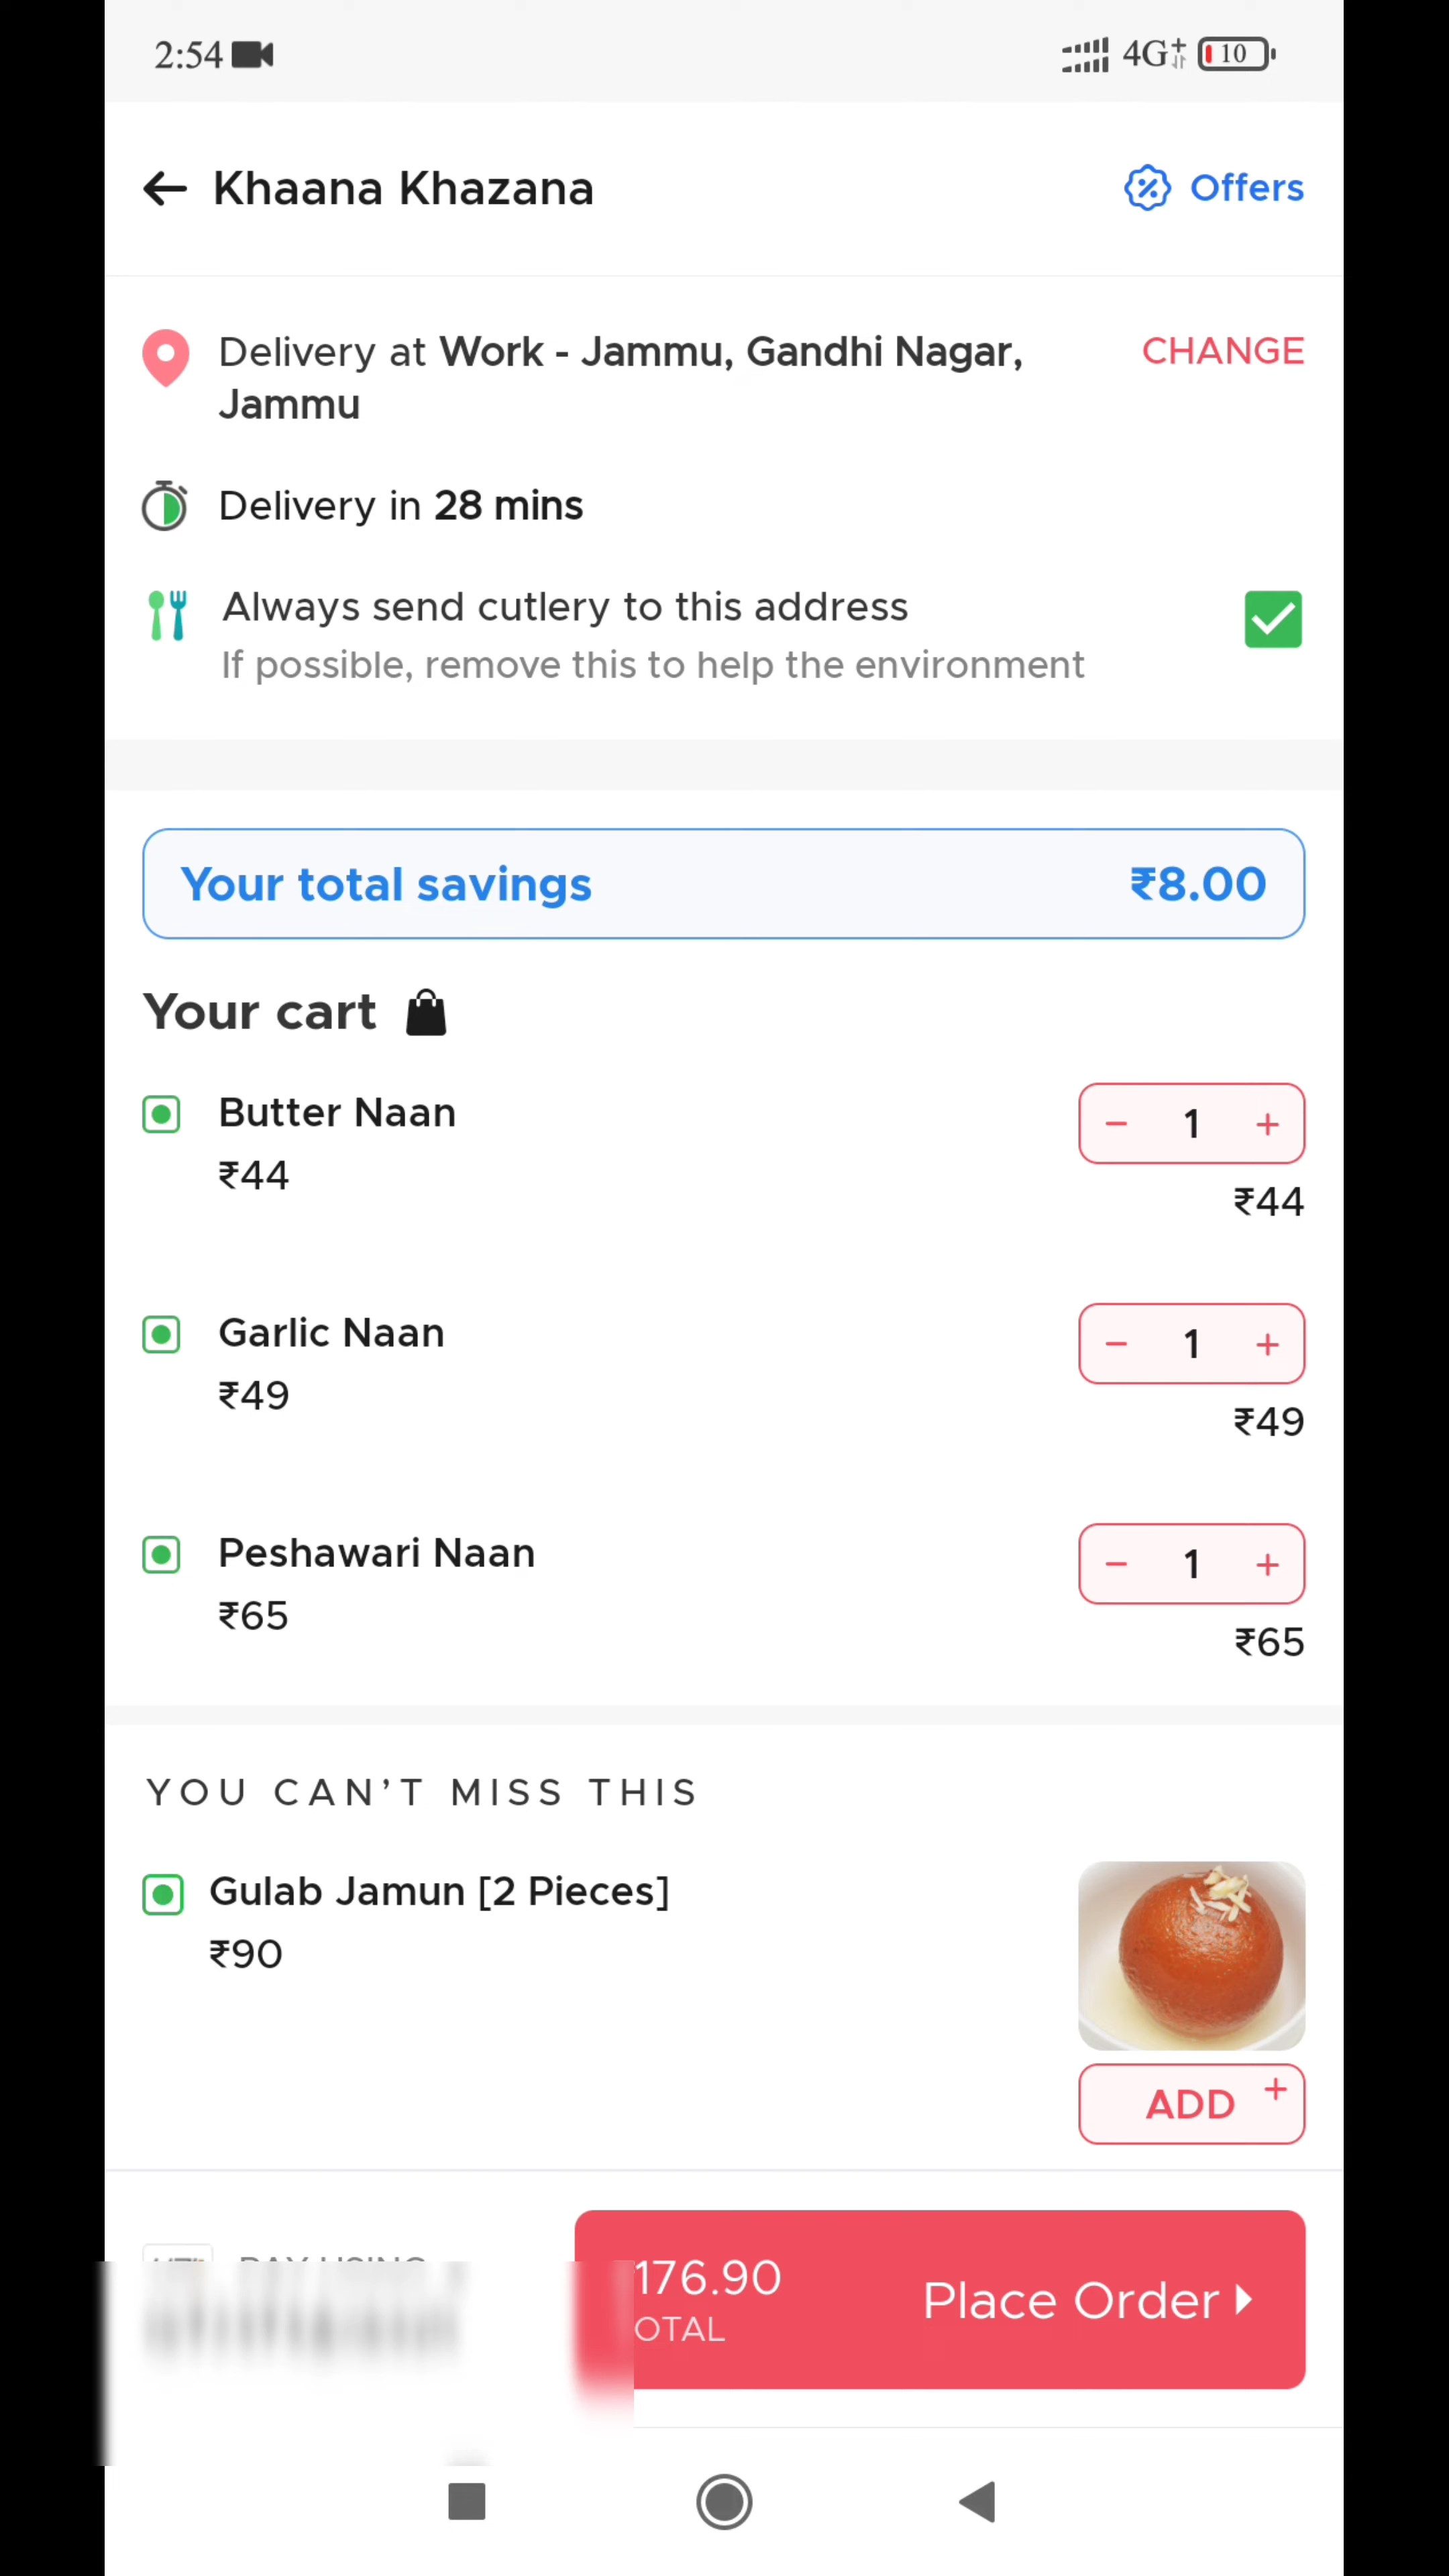 2:54 4G+ 10
Khaana Khazana Offers
Delivery at Work - Jammu, Gandhi Nagar, CHANGE
Jammu
Delivery in 28 mins
Always send cutlery to this address
If possible, remove this to help the environment
Your total savings ₹8.00
Your cart
Butter Naan - 1 +
₹44 ₹44
Garlic Naan - 1 +
₹49 ₹49
Peshawari Naan - 1 +
₹65 ₹65
YOU CAN'T MISS THIS
Gulab Jamun [2 Pieces]
₹90
ADD +
176.90 Place Order
OTAL